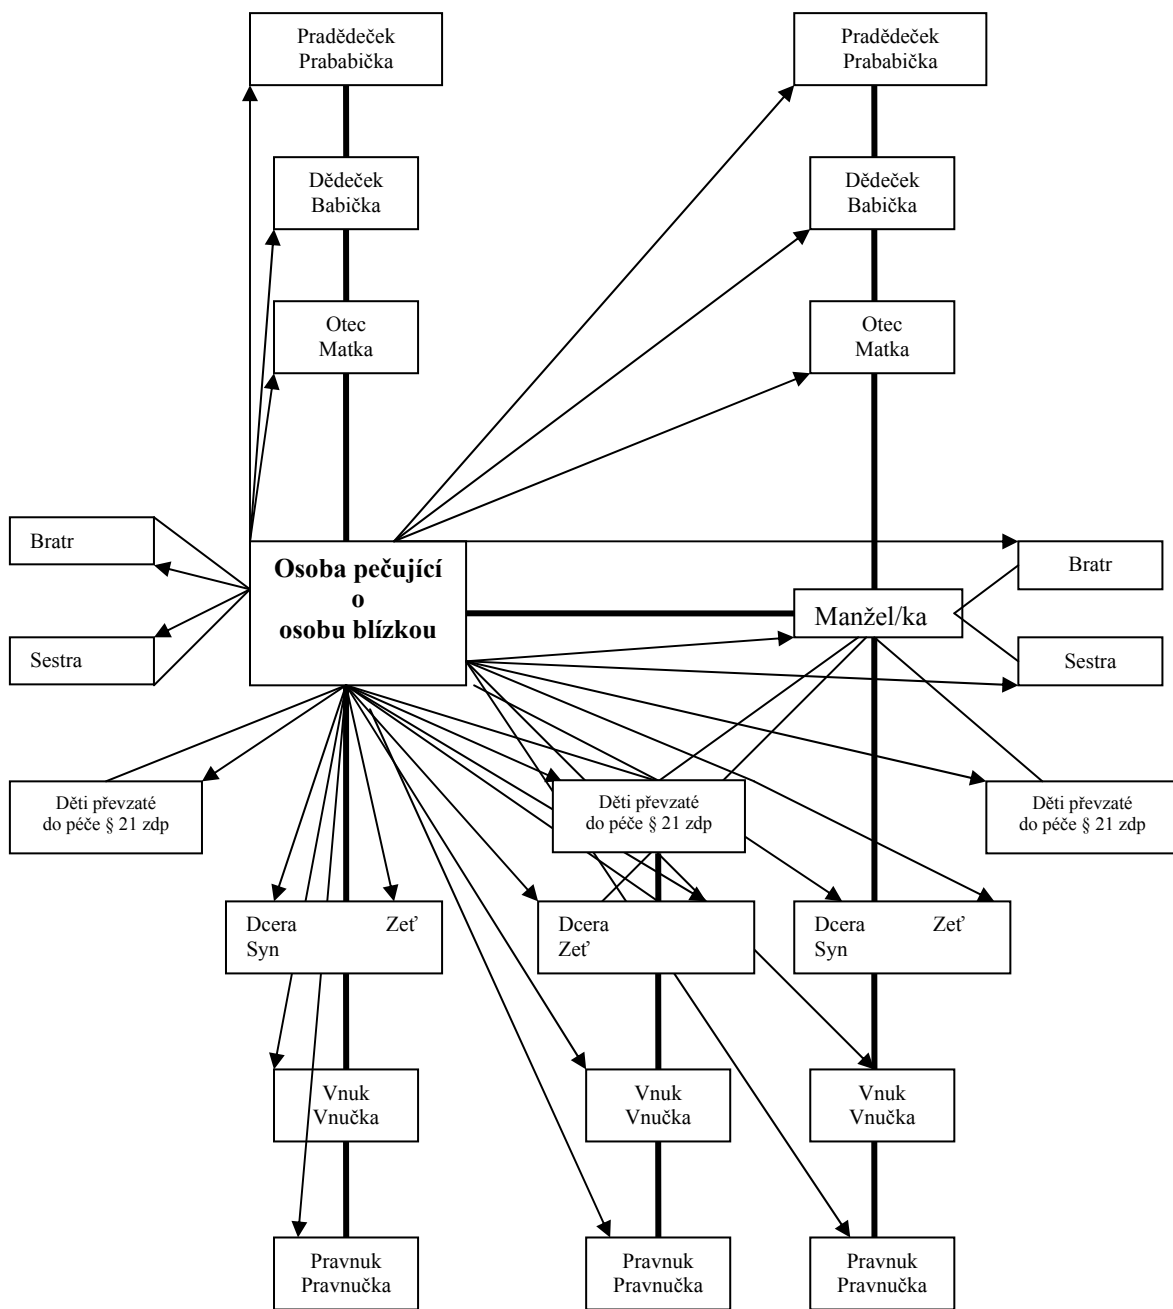 Pradědeček
Prababička
Pradědeček
Prababička
Dědeček
Babička
Dědeček
Babička
Otec
Matka
Otec
Matka
Bratr
Osoba pečující
o
osobu blízkou
Bratr
Manžel/ka
Sestra
Sestra
Děti převzaté
do péče § 21 zdp
Děti převzaté
do péče § 21 zdp
Děti převzaté
do péče § 21 zdp
Dcera Zeť
Syn
Dcera
Zeť
Dcera Zeť
Syn
Vnuk
Vnučka
Vnuk
Vnučka
Vnuk
Vnučka
Pravnuk
Pravnučka
Pravnuk
Pravnučka
Pravnuk
Pravnučka